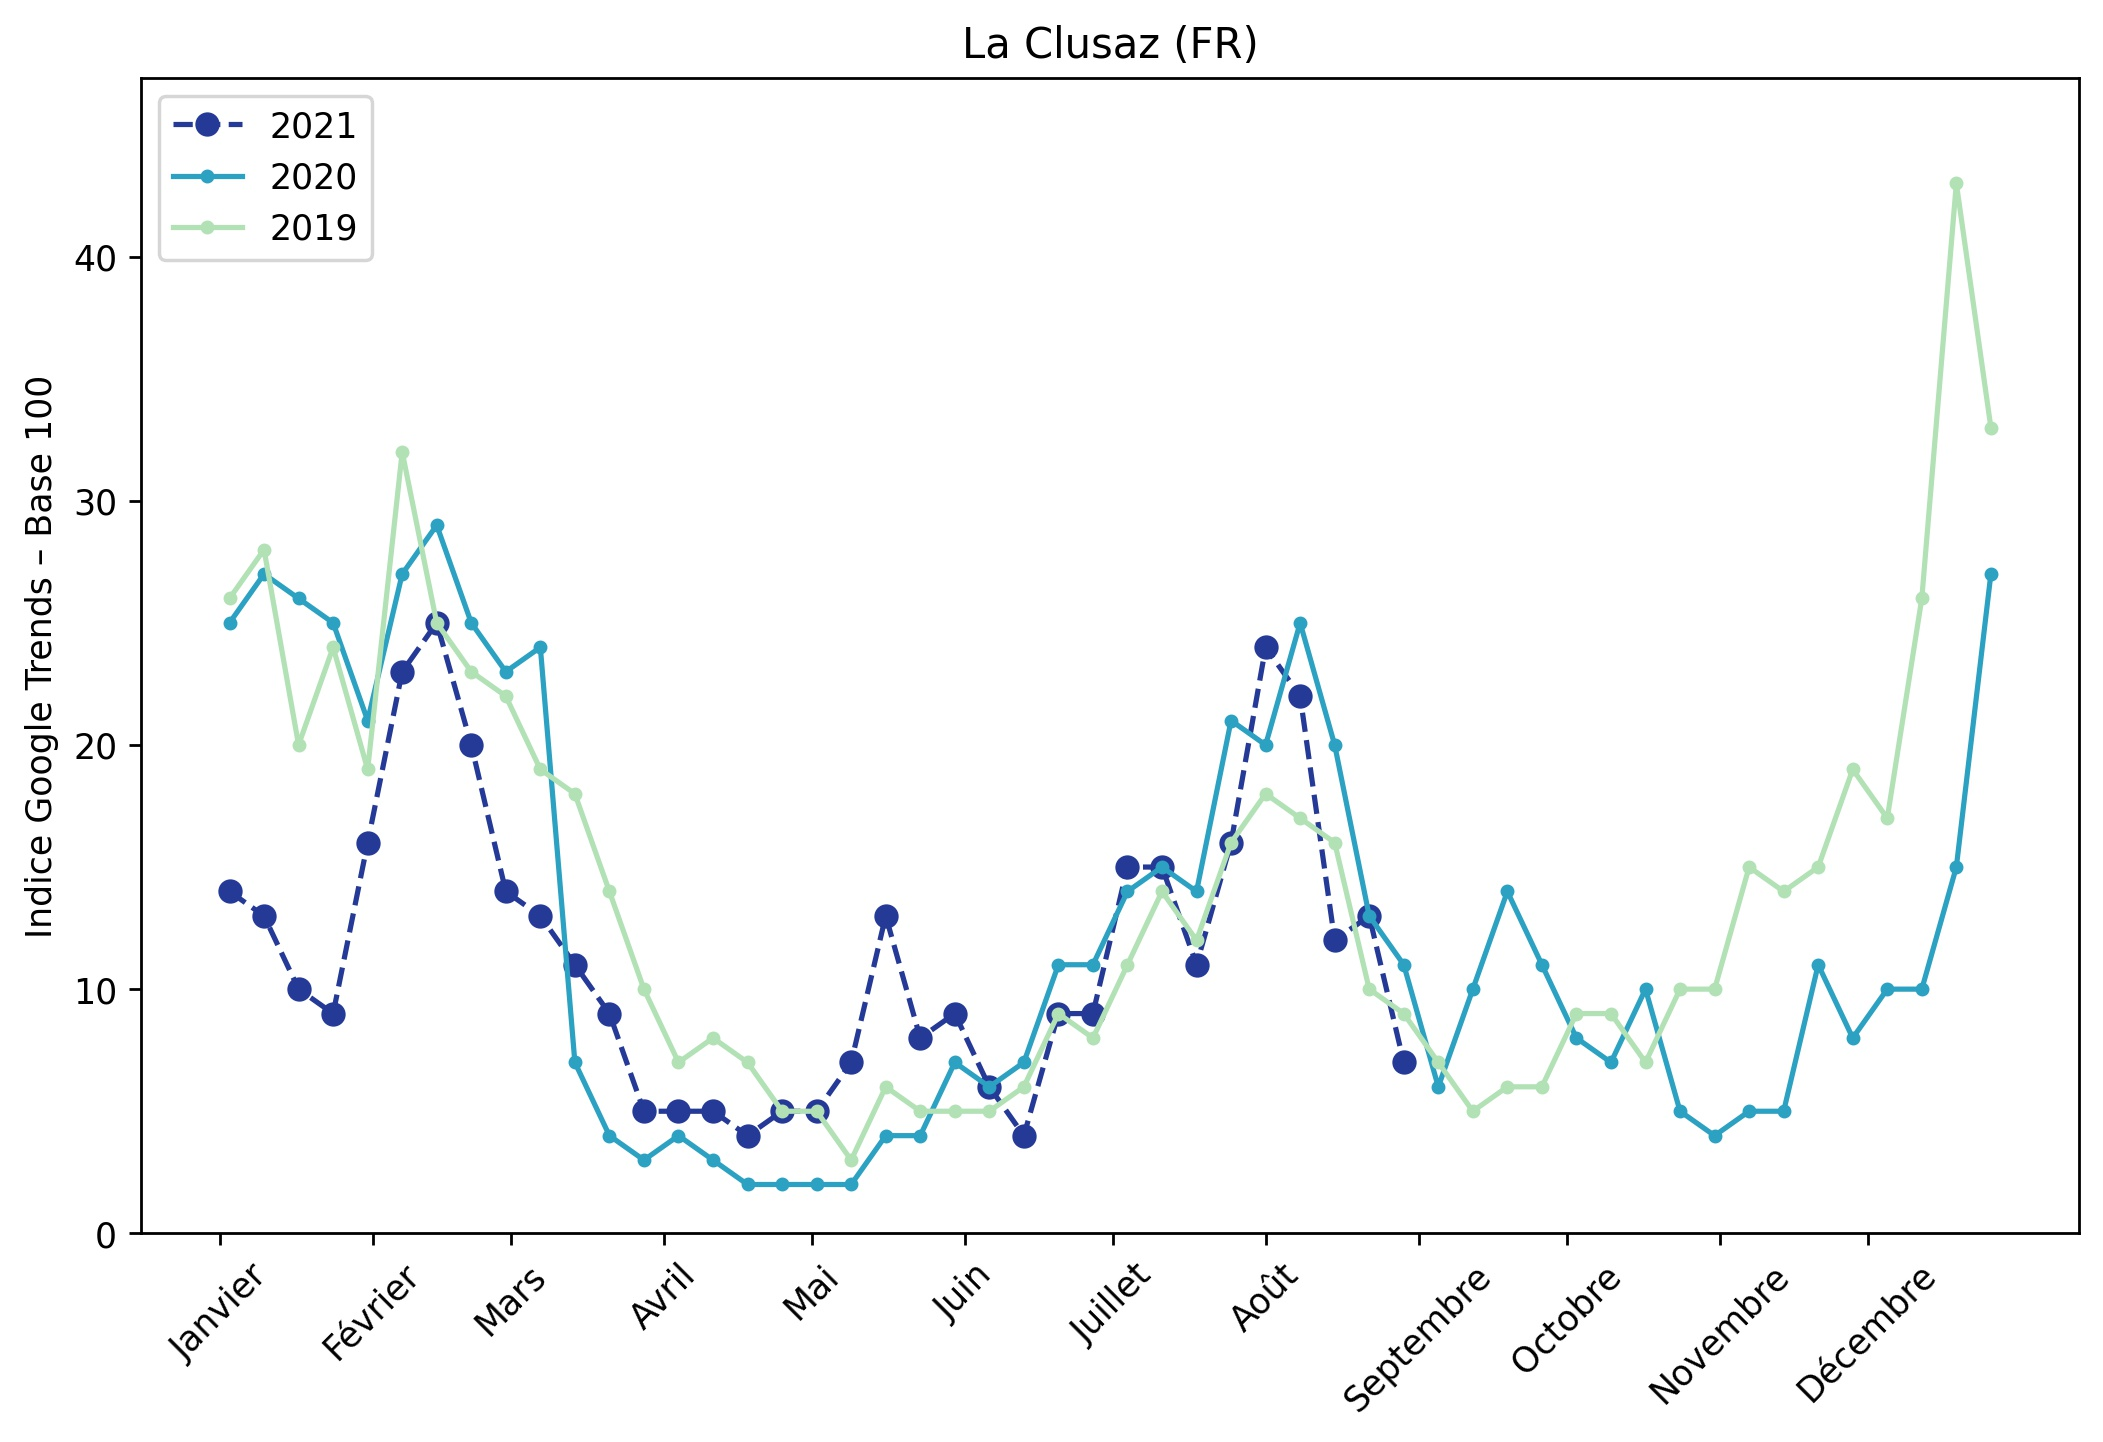 La Clusaz (FR)
2021
2020
2019
Indice Google Trends – Base 100
40
30
20
10
0
Janvier
Février
Mars
Avril
Mai
Juin
Juillet
Août
Septembre
Octobre
Novembre
Décembre